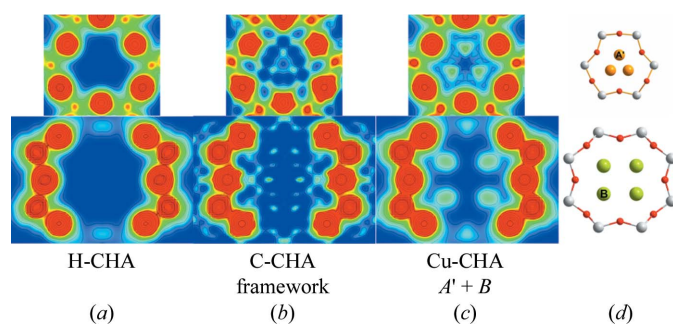 A'
B
H-CHA
C-CHA
framework
Cu-CHA
A' + B
(a)
(b)
(c)
(d)